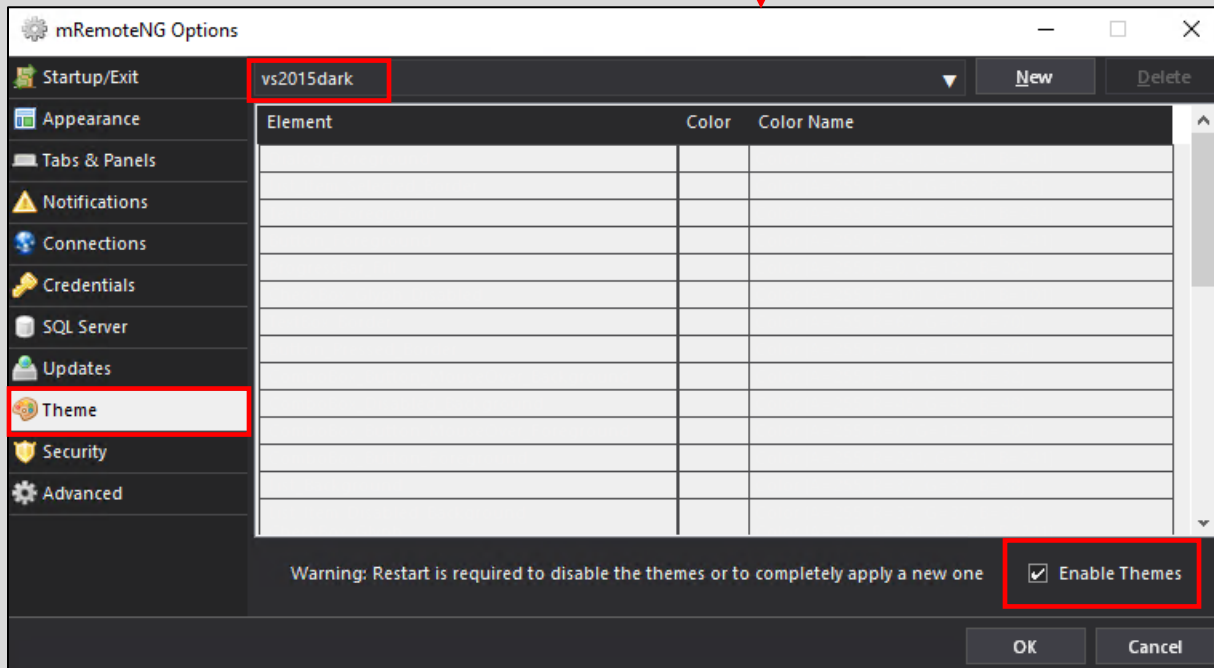 mRemoteNG Options
Startup/Exit
Appearance
Tabs & Panels
Notifications
Connections
Credentials
SQL Server
Updates
Theme
Security
Advanced
vs2015dark New Delete
Element Color Color Name
Warning: Restart is required to disable the themes or to completely apply a new one Enable Themes
OK Cancel